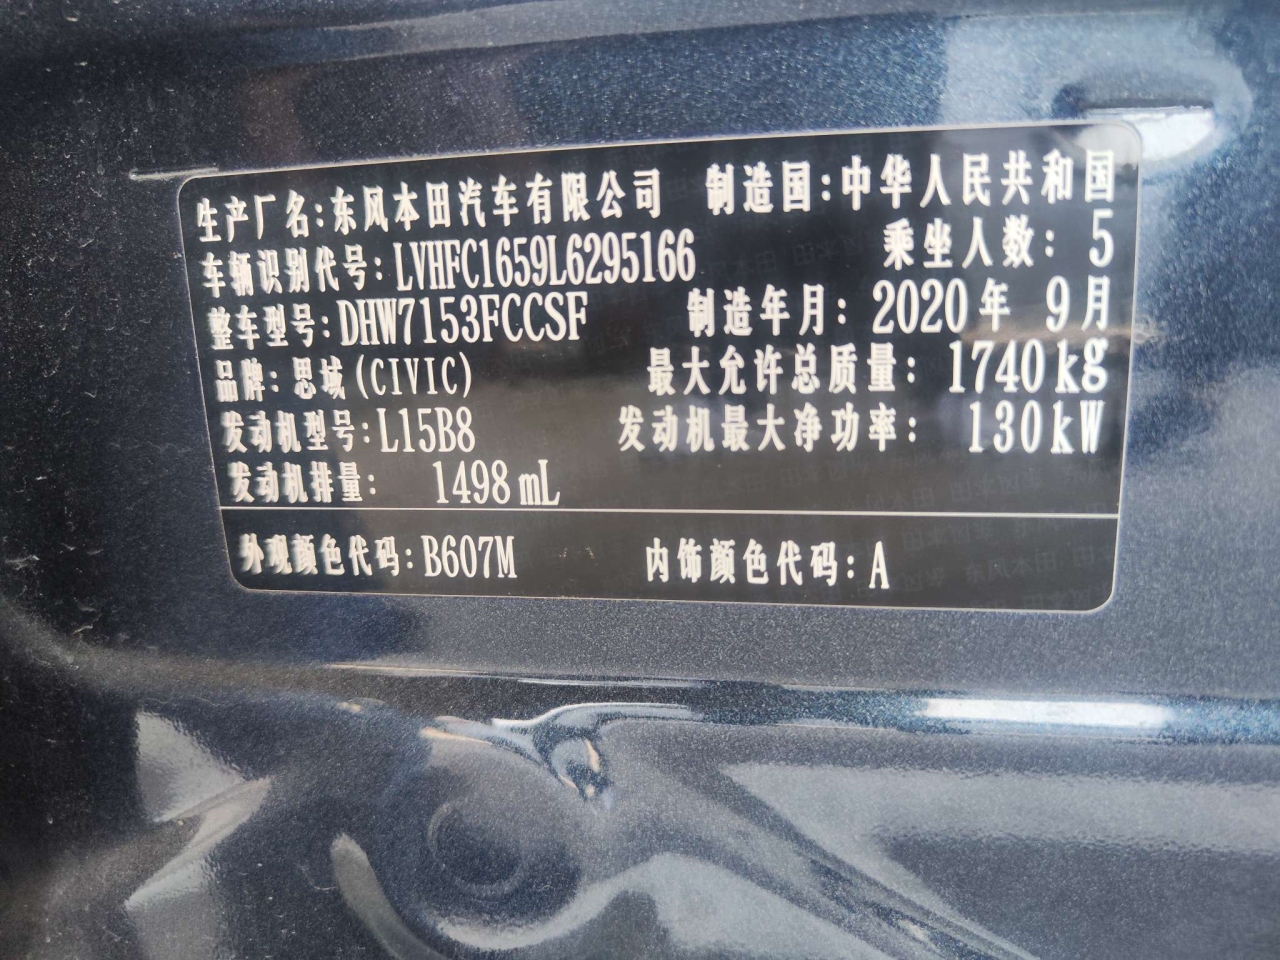 生产厂名:东风本田汽车有限公司 制造国:中华人民共和国
车辆识别代号:LVHFC1659L6295166 乘坐人数:5
整车型号:DHW7153FCCSF 制造年月:2020年 9月
品牌:思域(CIVIC) 最大允许总质量:1740kg
发动机型号:L15B8 发动机最大净功率:130kW
发动机排量: 1498mL
外观颜色代码:B607M 内饰颜色代码:A